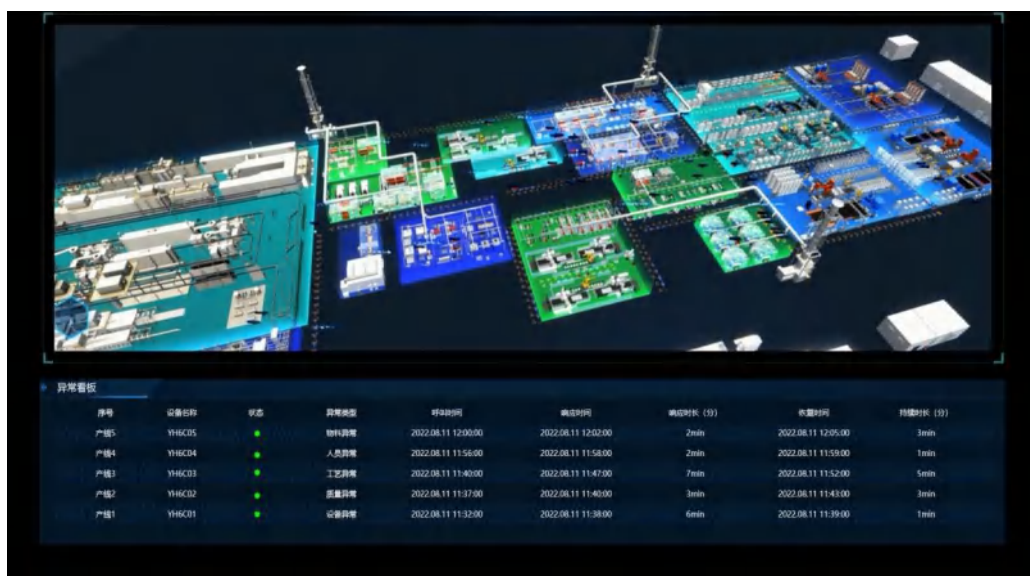 异常看板
序号 设备名称 状态 异常类型 呼叫时间 响应时间 响应时长（分） 恢复时间 持续时长（分）
产线5 YH6C05 物料异常 2022.08.11 12:00:00 2022.08.11 12:02:00 2min 2022.08.11 12:05:00 3min
产线4 YH6C04 人员异常 2022.08.11 11:56:00 2022.08.11 11:58:00 2min 2022.08.11 11:59:00 1min
产线3 YH6C03 工艺异常 2022.08.11 11:40:00 2022.08.11 11:47:00 7min 2022.08.11 11:52:00 5min
产线2 YH6C02 质量异常 2022.08.11 11:37:00 2022.08.11 11:40:00 3min 2022.08.11 11:43:00 3min
产线1 YH6C01 设备异常 2022.08.11 11:32:00 2022.08.11 11:38:00 6min 2022.08.11 11:39:00 1min